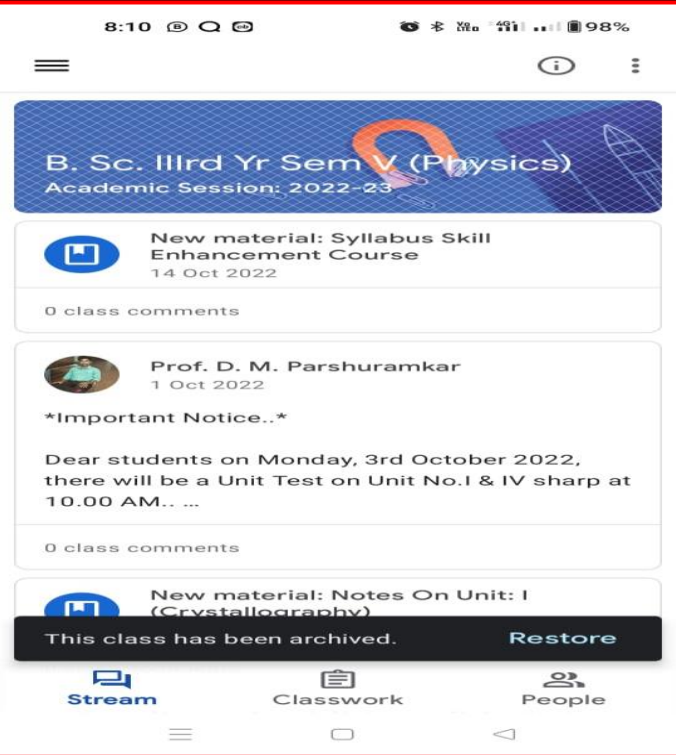 8:10
98%
B. Sc. IIIrd Yr Sem V (Physics)
Academic Session: 2022-23
New material: Syllabus Skill
Enhancement Course
14 Oct 2022
0 class comments
Prof. D. M. Parshuramkar
1 Oct 2022
*Important Notice..*
Dear students on Monday, 3rd October 2022,
there will be a Unit Test on Unit No.I & IV sharp at
10.00 AM.. ...
0 class comments
New material: Notes On Unit: I
(Crystallography)
This class has been archived. Restore
Stream Classwork People